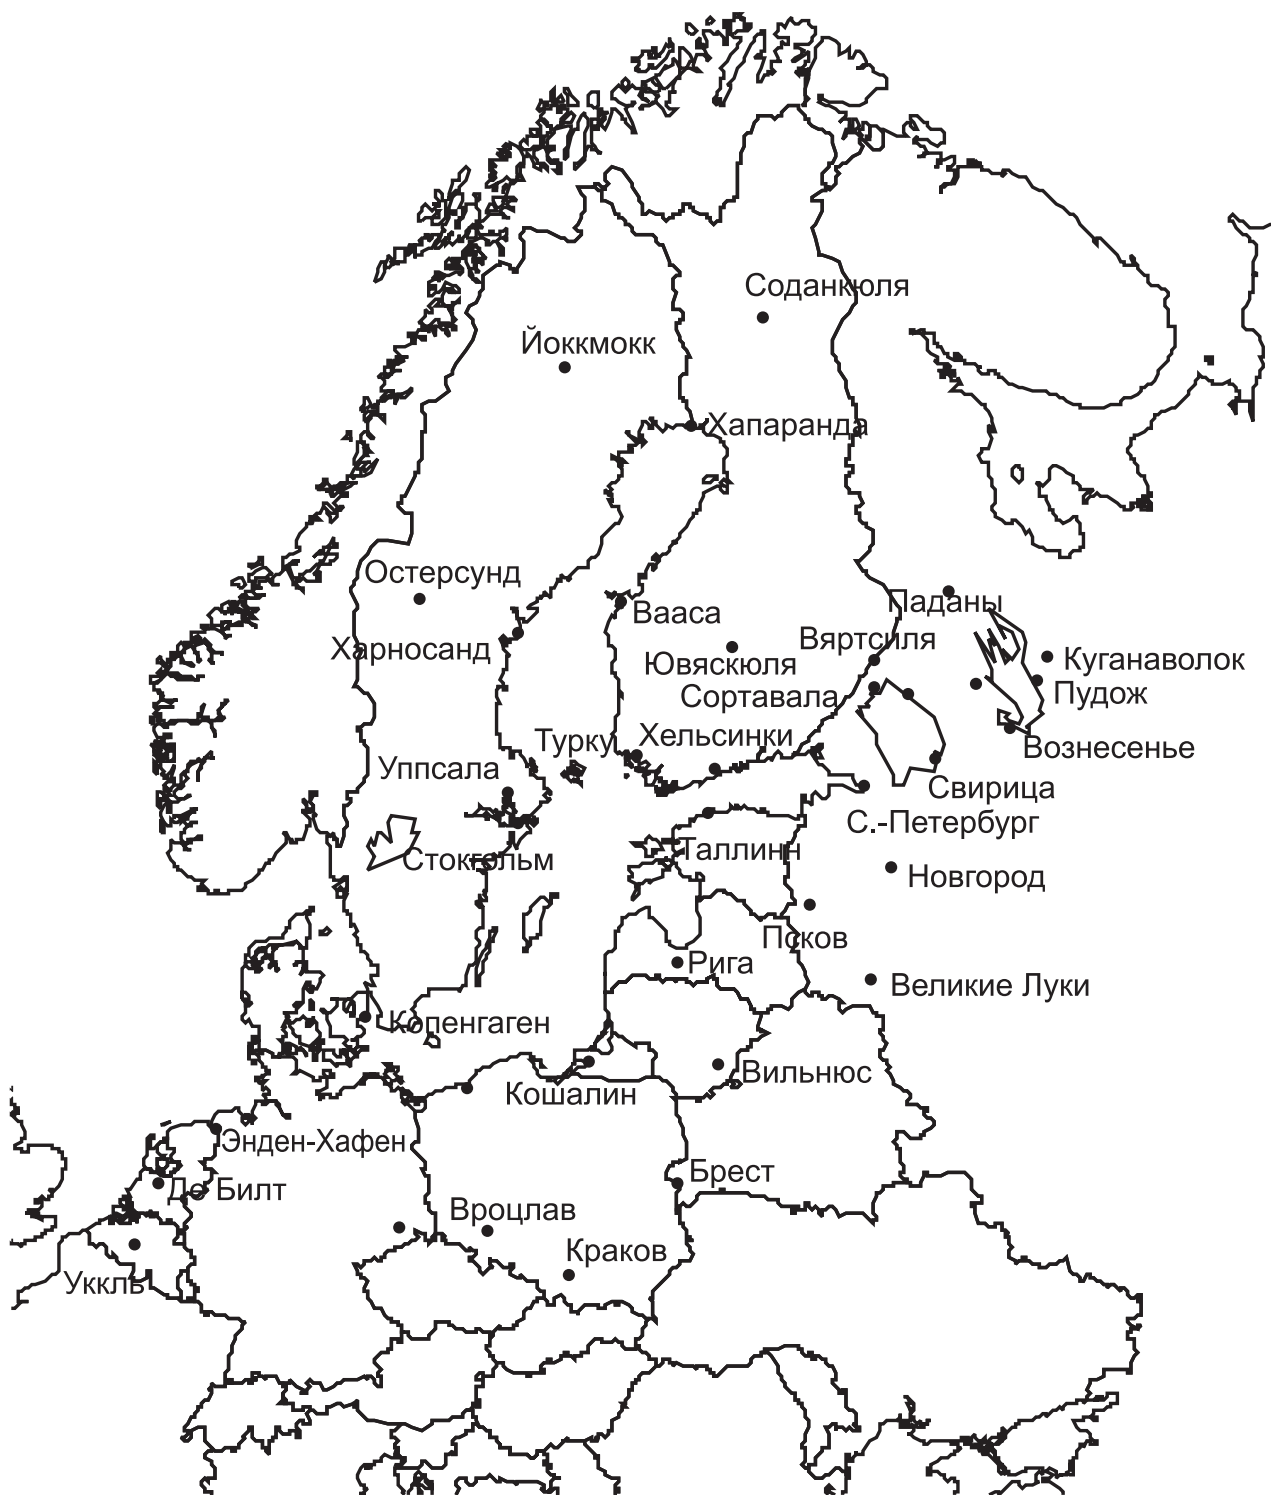 Соданкюля
Йоккмокк
Хапаранда
Остерсунд
Паданы
Вааса
Вяртсиля
Харносанд
Ювяскюля
Куганаволок
Сортавала
Пудож
Турку
Хельсинки
Вознесенье
Уппсала
Свирица
С.-Петербург
Таллинн
Стокгольм
Новгород
Псков
Рига
Великие Луки
Копенгаген
Вильнюс
Кошалин
Энден-Хафен
Брест
Де Билт
Вроцлав
Краков
Уккль